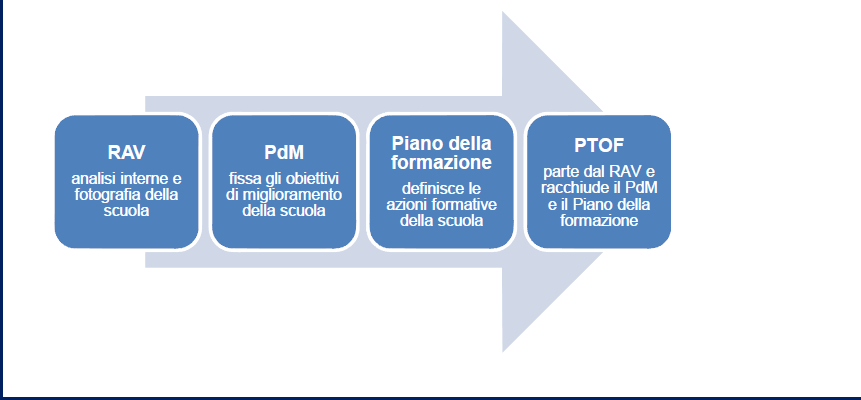 RAV
analisi interne e
fotografia della
scuola
PdM
fissa gli obiettivi
di miglioramento
della scuola
Piano della
formazione
definisce le
azioni formative
della scuola
PTOF
parte dal RAV e
racchiude il PdM
e il Piano della
formazione